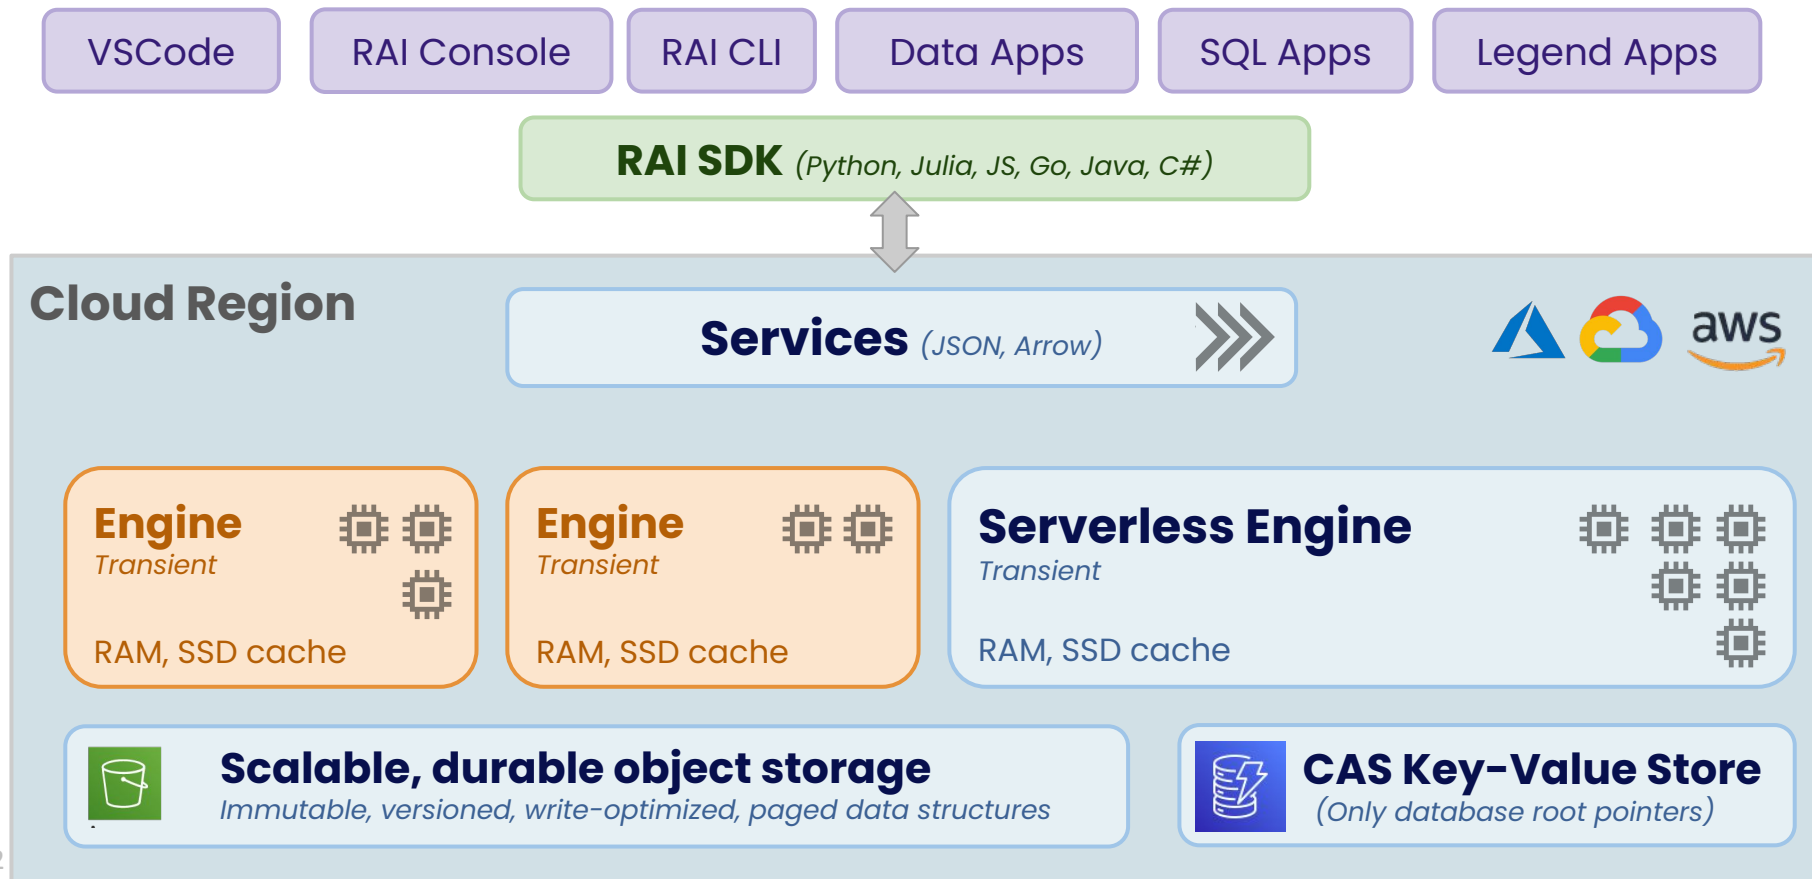 VSCode
RAI Console
RAI CLI
Data Apps
SQL Apps
Legend Apps
RAI SDK (Python, Julia, JS, Go, Java, C#)
Cloud Region
Services (JSON, Arrow)
aws
Engine
Transient
RAM, SSD cache
Engine
Transient
RAM, SSD cache
Serverless Engine
Transient
RAM, SSD cache
Scalable, durable object storage
Immutable, versioned, write-optimized, paged data structures
CAS Key-Value Store
(Only database root pointers)
2